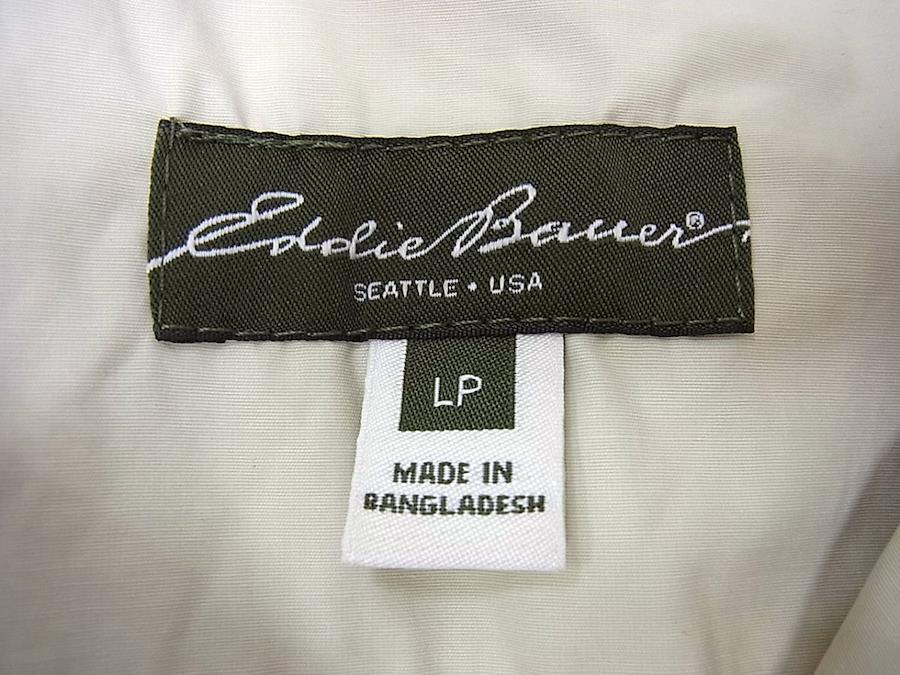 Eddie Bauer®
SEATTLE • USA
LP
MADE IN
BANGLADESH